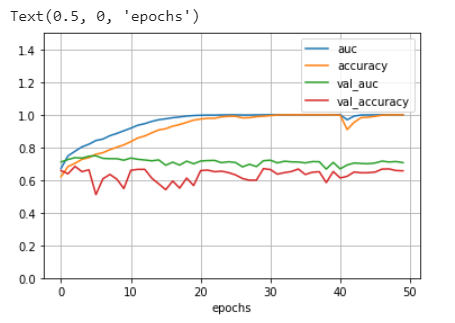 Text(0.5, 0, 'epochs')
auc
accuracy
val_auc
val_accuracy
1.4
1.2
1.0
0.8
0.6
0.4
0.2
0.0
0 10 20 30 40 50
epochs